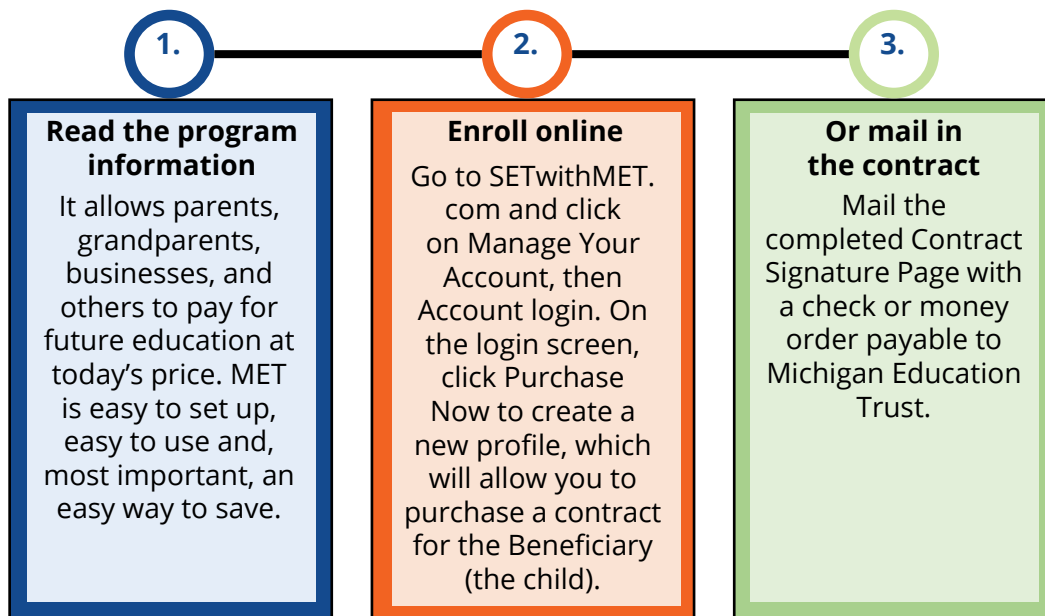 1.
Read the program
information
It allows parents,
grandparents,
businesses, and
others to pay for
future education at
today’s price. MET
is easy to set up,
easy to use and,
most important, an
easy way to save.
2.
Enroll online
Go to SETwithMET.
com and click
on Manage Your
Account, then
Account login. On
the login screen,
click Purchase
Now to create a
new profile, which
will allow you to
purchase a contract
for the Beneficiary
(the child).
3.
Or mail in
the contract
Mail the
completed Contract
Signature Page with
a check or money
order payable to
Michigan Education
Trust.